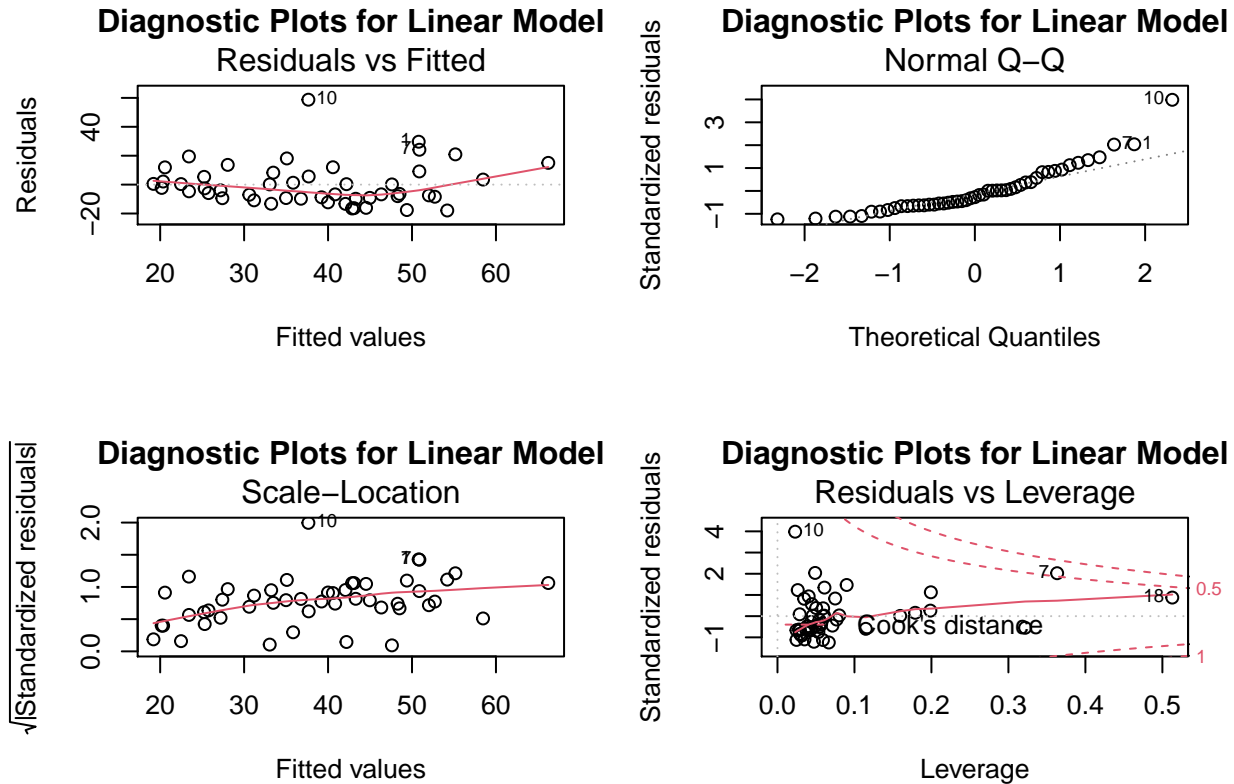 Diagnostic Plots for Linear Model
Residuals vs Fitted
Residuals
40
−20
10
1
7
20 30 40 50 60
Fitted values
Diagnostic Plots for Linear Model
Normal Q−Q
Standardized residuals
3
1
−1
10
7
1
−2 −1 0 1 2
Theoretical Quantiles
Diagnostic Plots for Linear Model
Scale−Location
√|Standardized residuals|
2.0
1.0
0.0
10
7
20 30 40 50 60
Fitted values
Diagnostic Plots for Linear Model
Residuals vs Leverage
Standardized residuals
4
2
−1
10
7
18
Cook's distance
0.5
1
0.0 0.1 0.2 0.3 0.4 0.5
Leverage